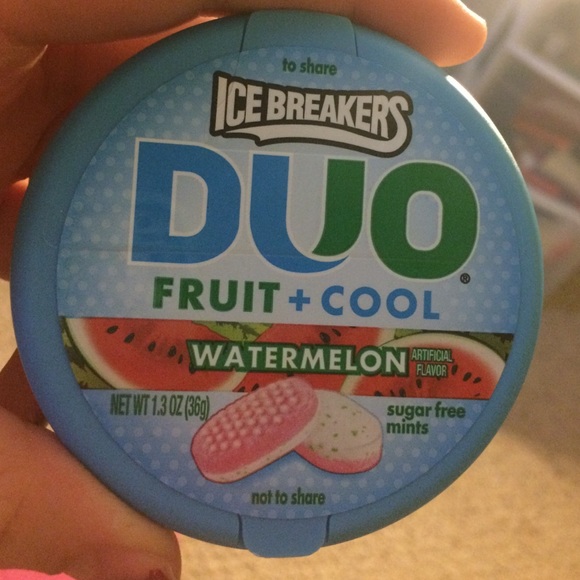 to share
ICE BREAKERS
DUO®
FRUIT + COOL
WATERMELON
ARTIFICIAL
FLAVOR
NET WT 1.3 OZ (36g)
sugar free
mints
not to share